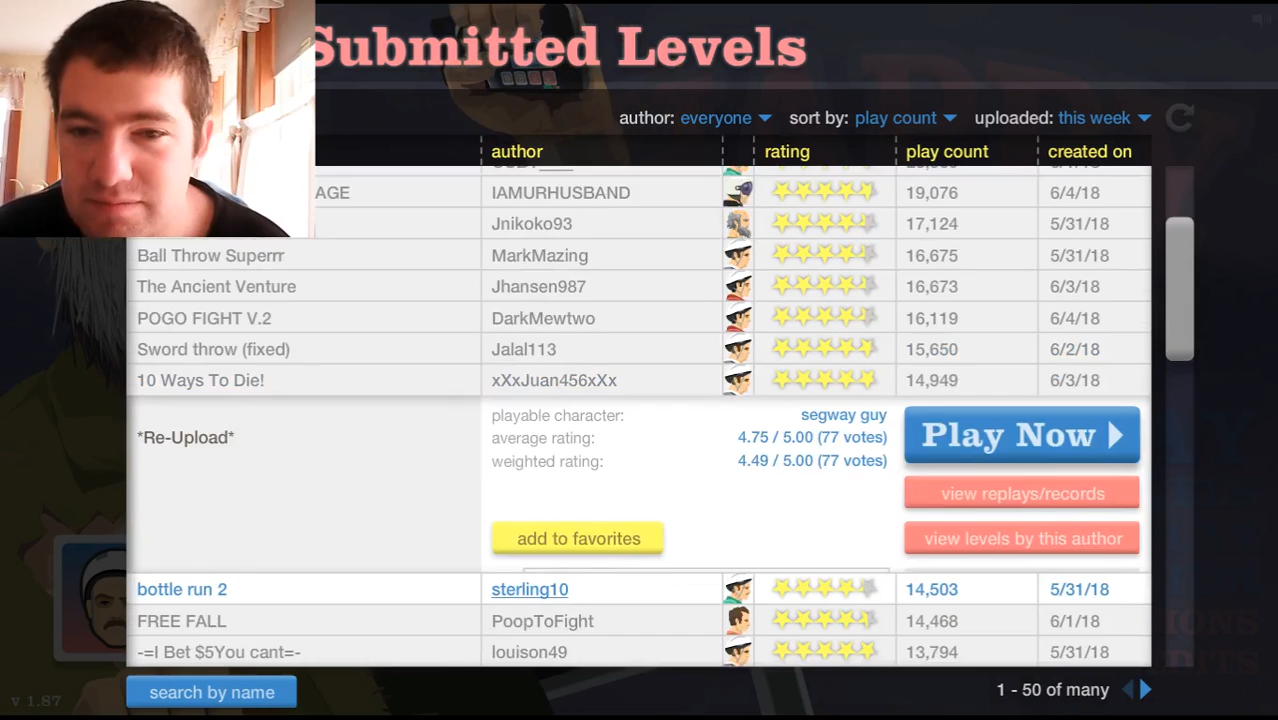 Submitted Levels
author: everyone sort by: play count uploaded: this week
author rating play count created on
AGE IAMURHUSBAND 19,076 6/4/18
Jnikoko93 17,124 5/31/18
Ball Throw Superrr MarkMazing 16,675 5/31/18
The Ancient Venture Jhansen987 16,673 6/3/18
POGO FIGHT V.2 DarkMewtwo 16,119 6/4/18
Sword throw (fixed) Jalal113 15,650 6/2/18
10 Ways To Die! xXxJuan456xXx 14,949 6/3/18
*Re-Upload*
playable character: segway guy
average rating: 4.75 / 5.00 (77 votes)
weighted rating: 4.49 / 5.00 (77 votes)
add to favorites
Play Now
view replays/records
view levels by this author
bottle run 2 sterling10 14,503 5/31/18
FREE FALL PoopToFight 14,468 6/1/18
-=I Bet $5You cant=- louison49 13,794 5/31/18
v 1.87
search by name
1 - 50 of many